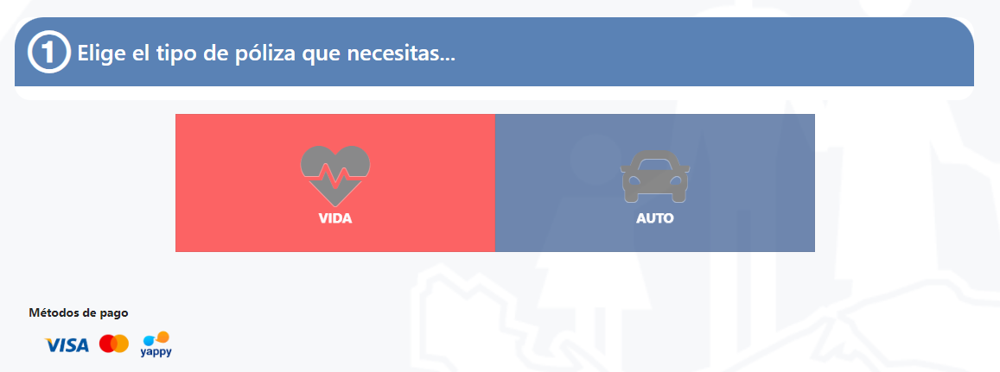 1 Elige el tipo de póliza que necesitas...
VIDA
AUTO
Métodos de pago
VISA
yappy